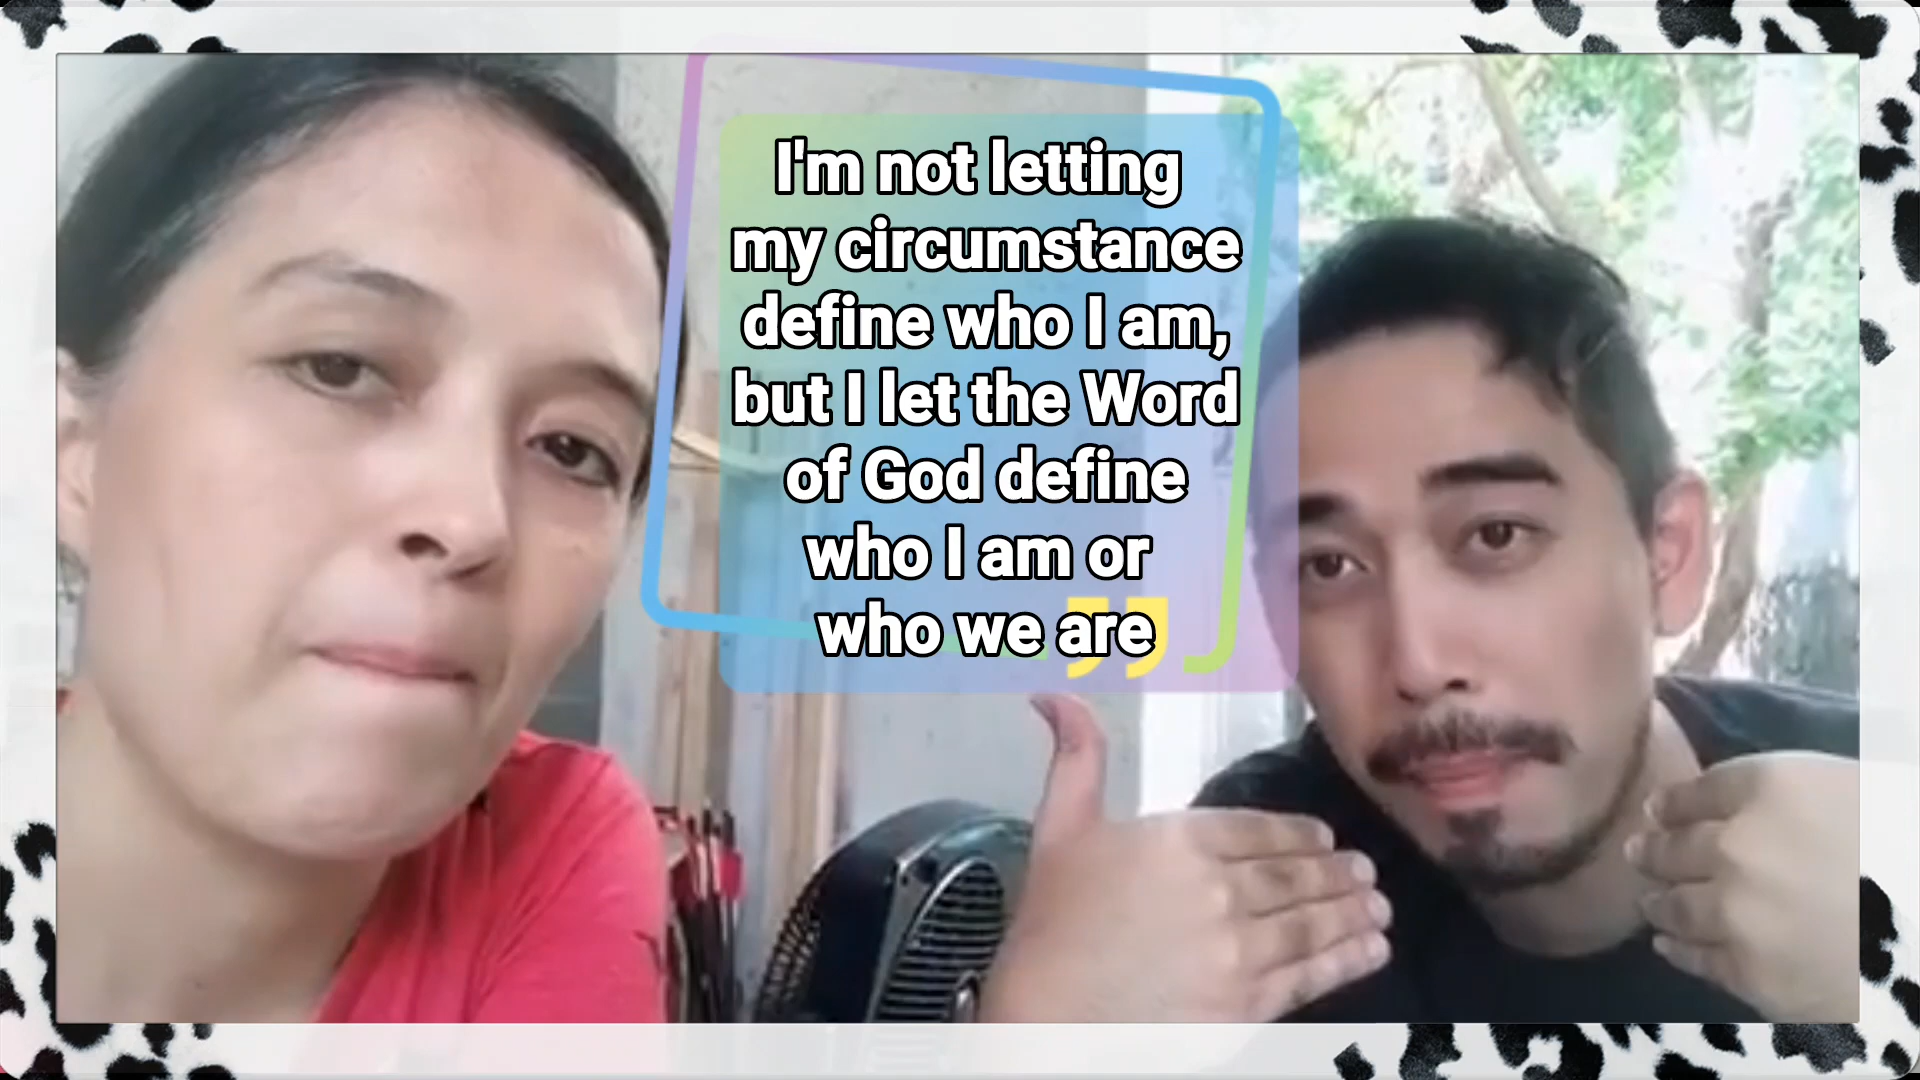 I'm not letting
my circumstance
define who I am,
but I let the Word
of God define
who I am or
who we are